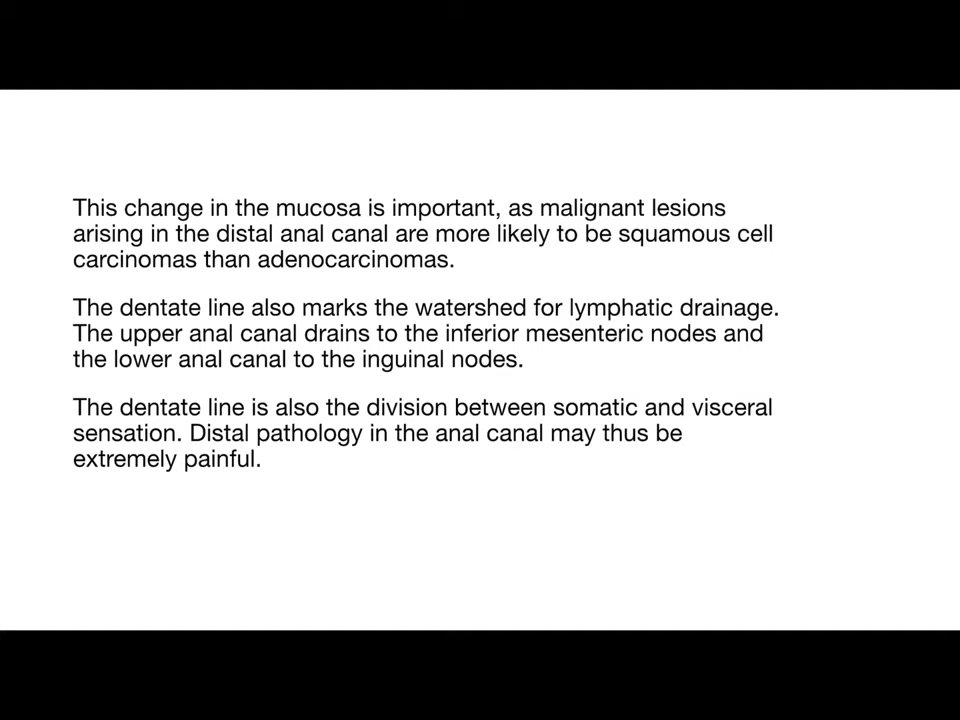 This change in the mucosa is important, as malignant lesions
arising in the distal anal canal are more likely to be squamous cell
carcinomas than adenocarcinomas.
The dentate line also marks the watershed for lymphatic drainage.
The upper anal canal drains to the inferior mesenteric nodes and
the lower anal canal to the inguinal nodes.
The dentate line is also the division between somatic and visceral
sensation. Distal pathology in the anal canal may thus be
extremely painful.